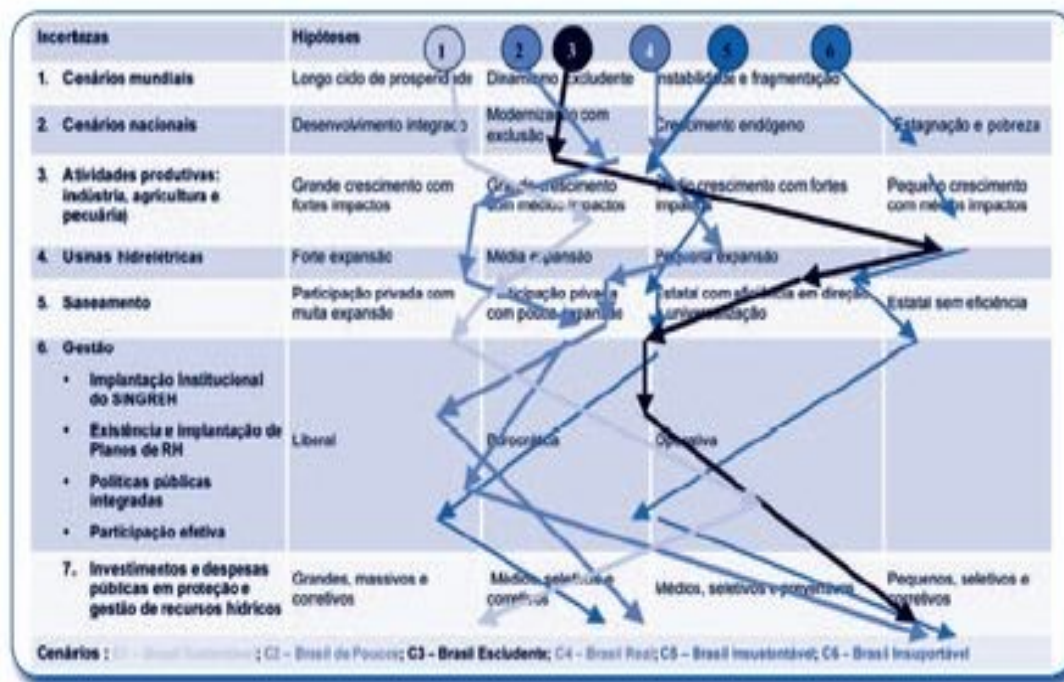 Incertezas Hipóteses
1 2 3 4 5 6
1. Cenários mundiais Longo ciclo de prosperidade Dinamismo excludente Instabilidade e fragmentação
2. Cenários nacionais Desenvolvimento integrado Modernização com
exclusão Crescimento endógeno Estagnação e pobreza
3. Atividades produtivas:
indústria, agricultura e
pecuária) Grande crescimento com
fortes impactos Grande crescimento
com médios impactos Médio crescimento com fortes
impactos Pequeno crescimento
com médios impactos
4. Usinas hidrelétricas Forte expansão Média expansão Pequena expansão
5. Saneamento Participação privada com
muita expansão Participação privada
com pouca expansão Estatal com eficiência em direção
universalização Estatal sem eficiência
6. Gestão
• Implantação Institucional
do SINGREH
• Existência e implantação de
Planos de RH
• Políticas públicas
integradas
• Participação efetiva
Liberal Burocrática Operativa
7. Investimentos e despesas
públicas em proteção e
gestão de recursos hídricos Grandes, massivos e
corretivos Médios, seletivos e
corretivos Médios, seletivos e preventivos Pequenos, seletivos e
corretivos
Cenários : C2 – Brasil de Poucos; C3 - Brasil Excludente; C4 - Brasil Real; C5 – Brasil Insustentável; C6 - Brasil Insuportável